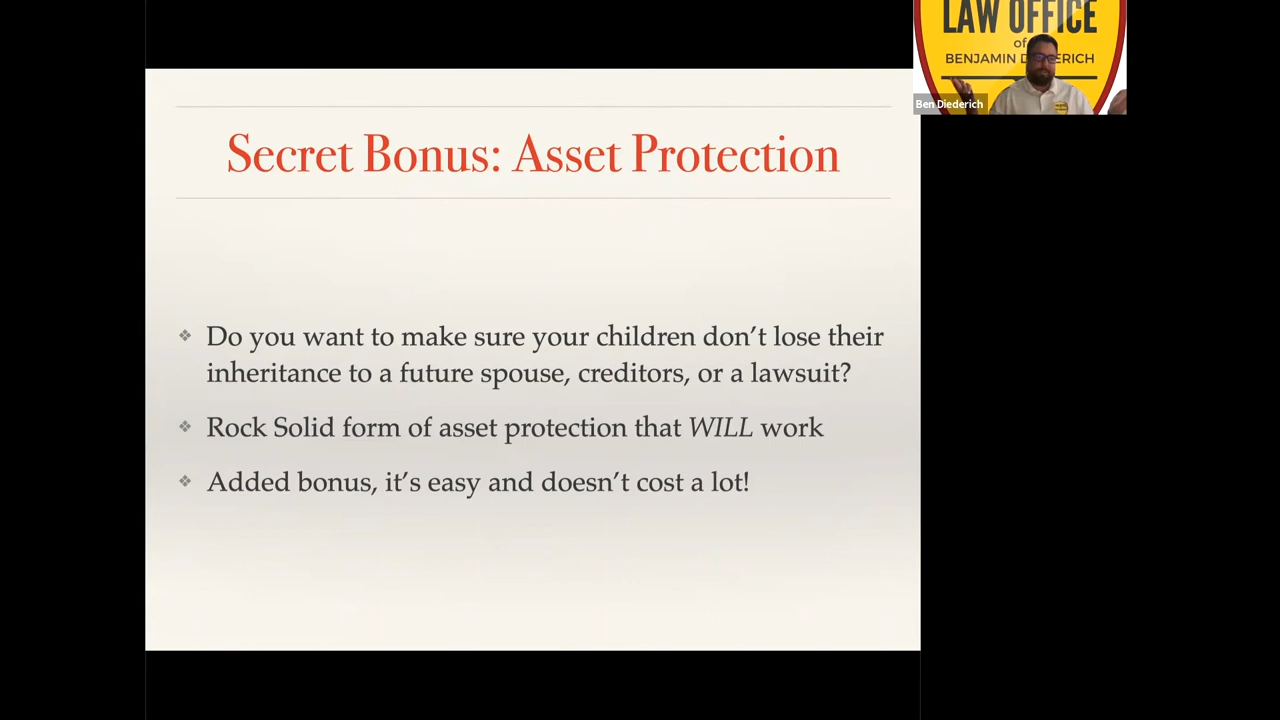 LAW OFFICE
of
BENJAMIN D ERICH
Ben Diederich
Secret Bonus: Asset Protection
❖ Do you want to make sure your children don’t lose their
inheritance to a future spouse, creditors, or a lawsuit?
❖ Rock Solid form of asset protection that WILL work
❖ Added bonus, it’s easy and doesn’t cost a lot!